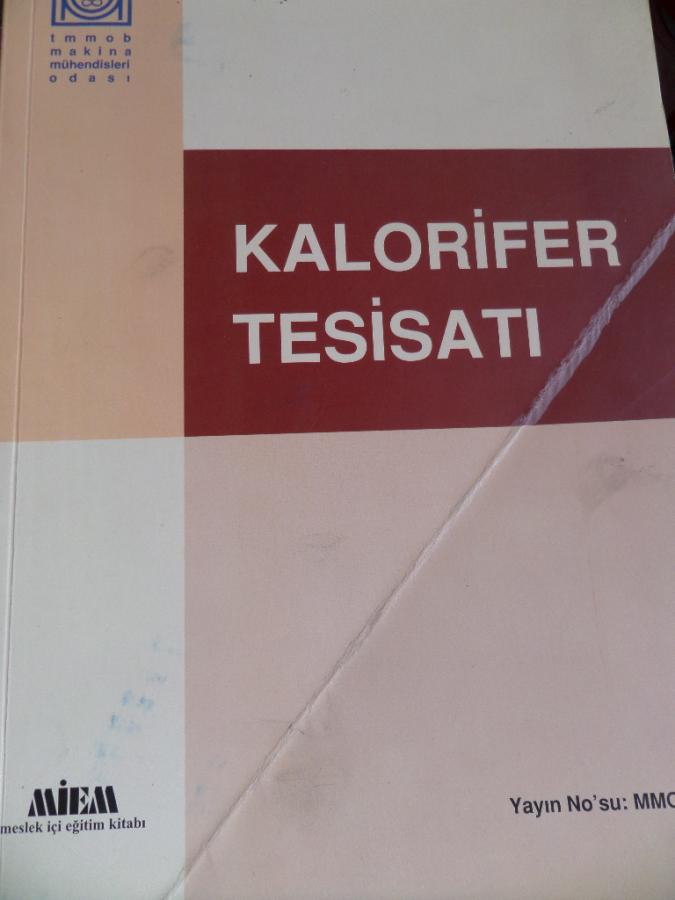 tmmob
makina
mühendisleri
odası
KALORİFER
TESİSATI
MİEM
meslek içi eğitim kitabı
Yayın No'su: MMO